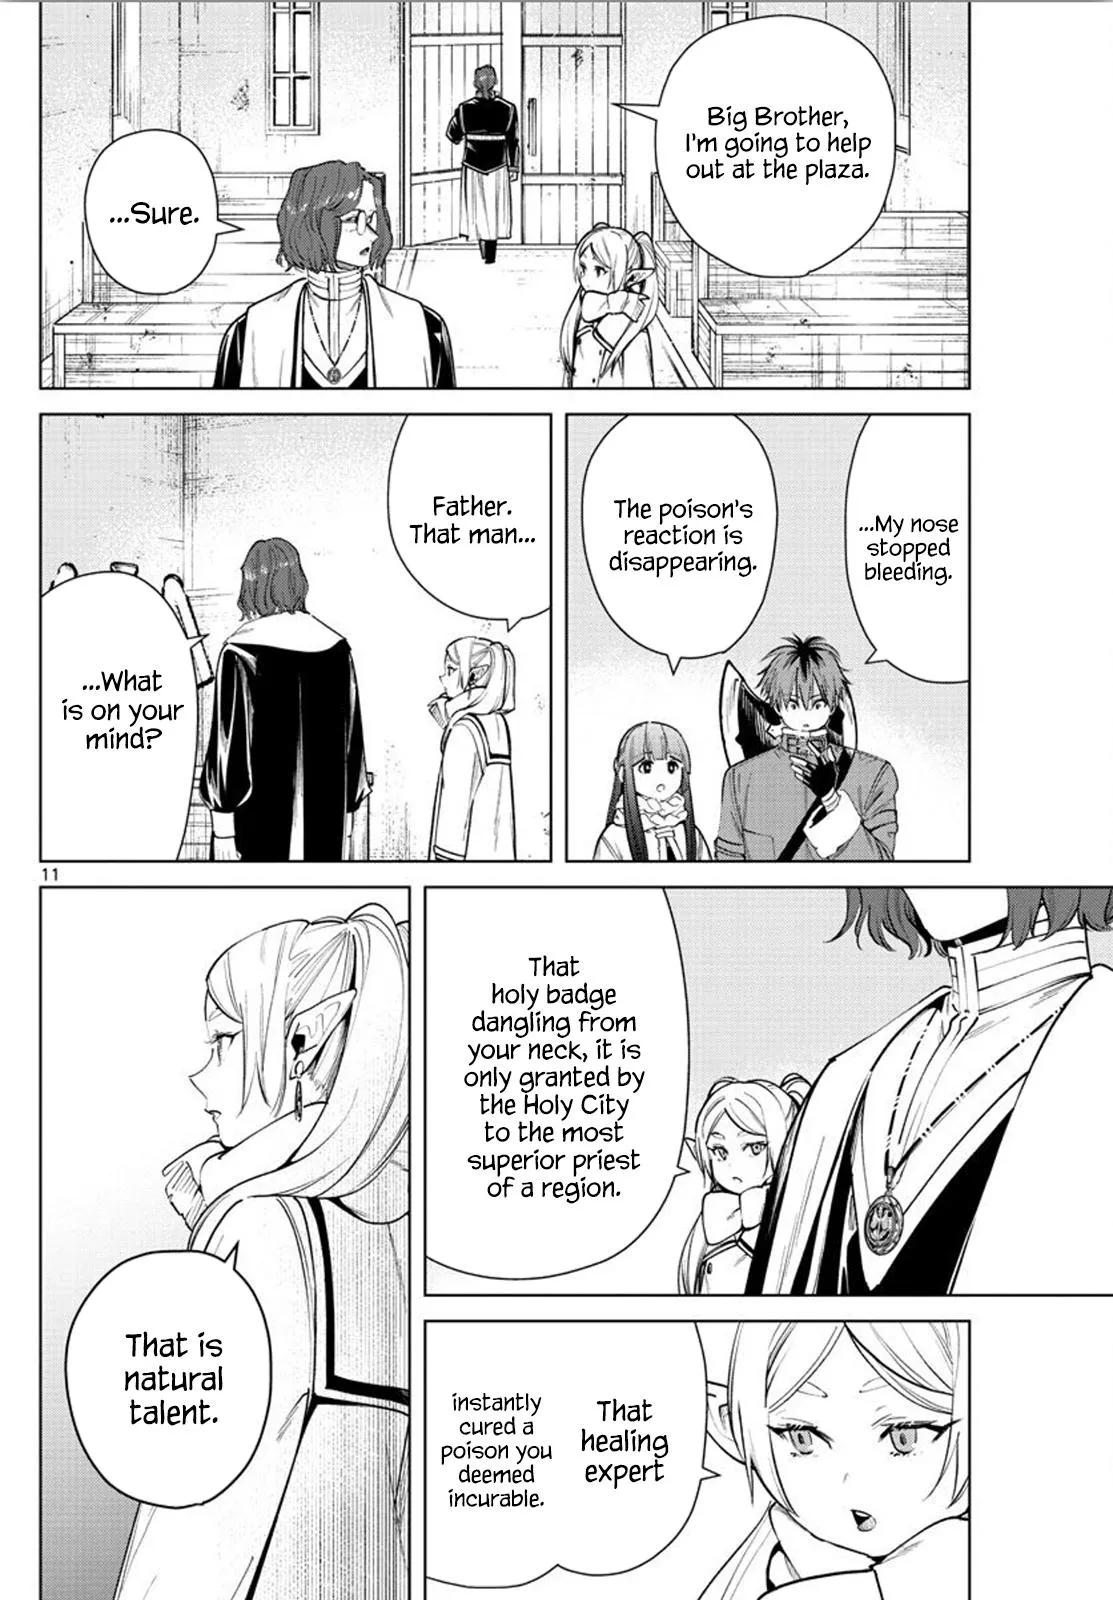 Big Brother,
I'm going to help
out at the plaza.
...Sure.
...My nose
stopped
bleeding.
The poison's
reaction is
disappearing.
Father.
That man...
...What
is on your
mind?
11
That
holy badge
dangling from
your neck, it is
only granted by
the Holy City
to the most
superior priest
of a region.
That
healing
expert
instantly
cured a
poison you
deemed
incurable.
That is
natural
talent.